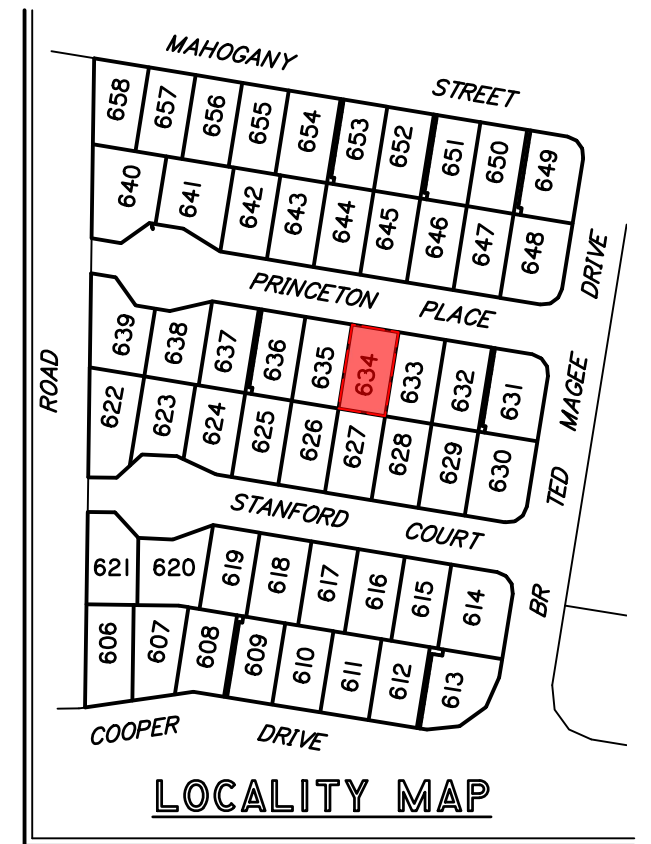 MAHOGANY STREET
658 657 656 655 654 653 652 651 650 649
640 641 642 643 644 645 646 647 648
DRIVE
PRINCETON PLACE
639 638 637 636 635 634 633 632 631
ROAD
MAGEE
622 623 624 625 626 627 628 629 630
TED
STANFORD COURT
621 620 619 618 617 616 615 614
BR
606 607 608 609 610 611 612 613
COOPER DRIVE
LOCALITY MAP